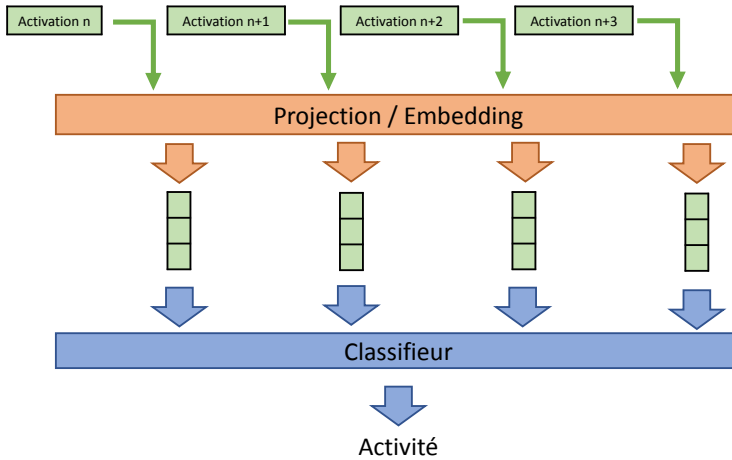 Activation n
Activation n+1
Activation n+2
Activation n+3
Projection / Embedding
Classifieur
Activité